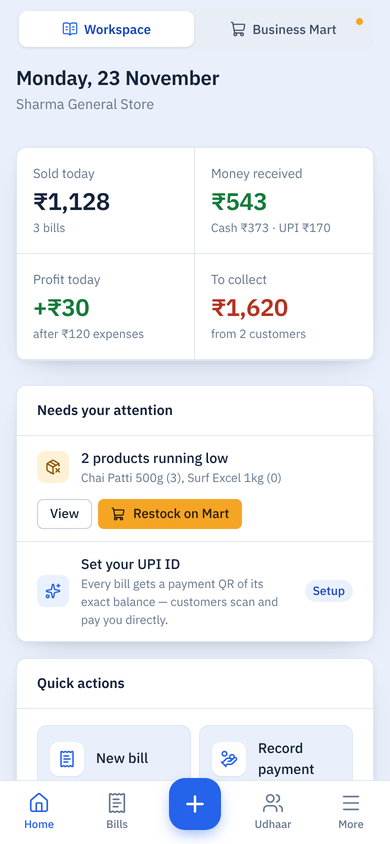 Workspace
Business Mart
Monday, 23 November
Sharma General Store
Sold today
₹1,128
3 bills
Money received
₹543
Cash ₹373 · UPI ₹170
Profit today
+₹30
after ₹120 expenses
To collect
₹1,620
from 2 customers
Needs your attention
2 products running low
Chai Patti 500g (3), Surf Excel 1kg (0)
View
Restock on Mart
Set your UPI ID
Every bill gets a payment QR of its
exact balance — customers scan and
pay you directly.
Setup
Quick actions
New bill
Record
payment
Home
Bills
Udhaar
More